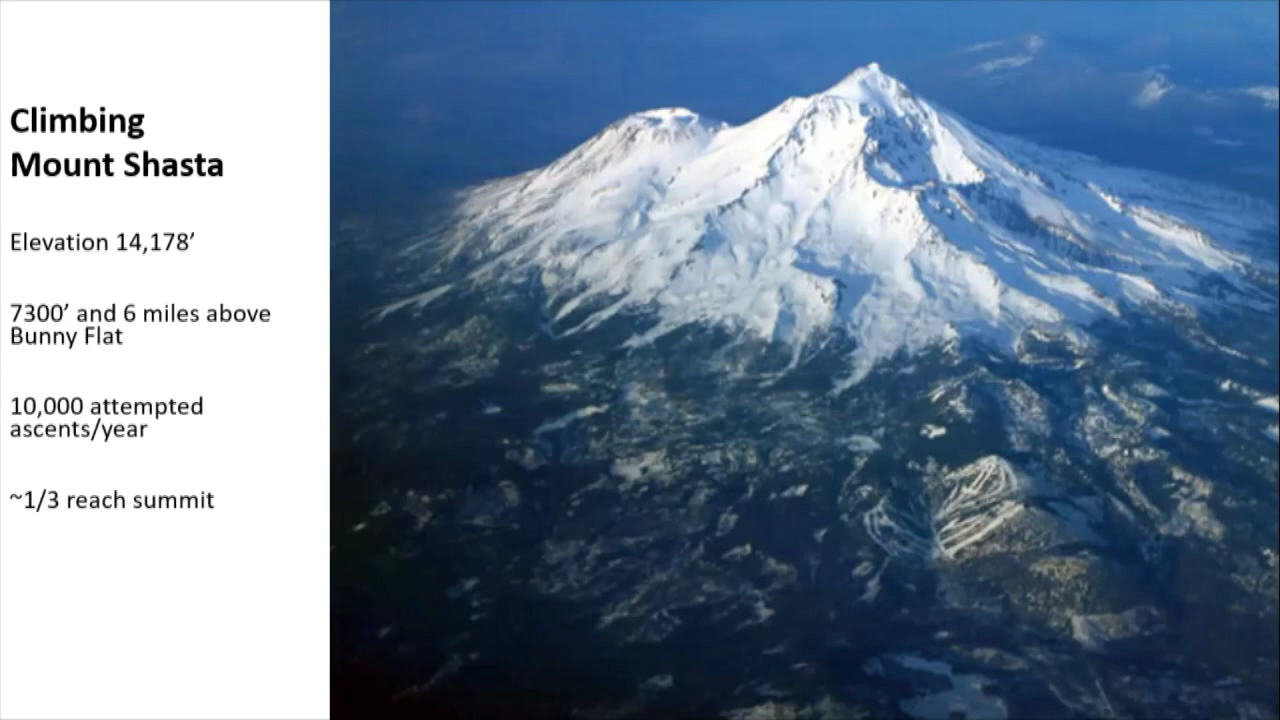 Climbing
Mount Shasta
Elevation 14,178’
7300’ and 6 miles above
Bunny Flat
10,000 attempted
ascents/year
~1/3 reach summit